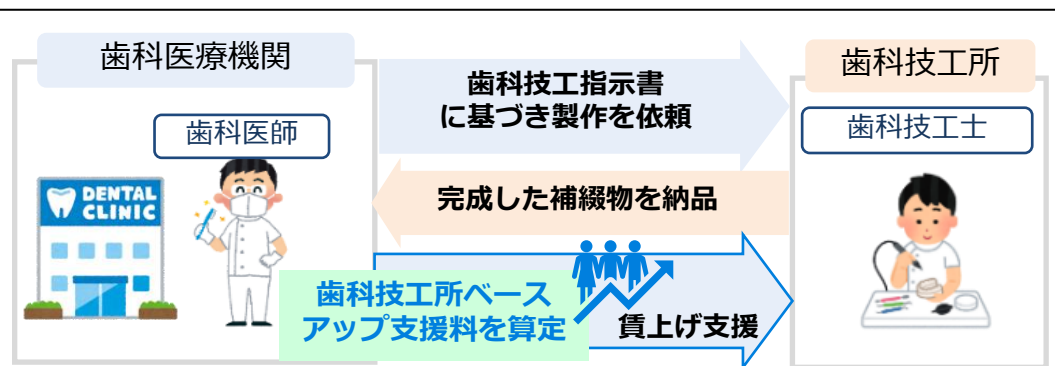 歯科医療機関
歯科医師
DENTAL
CLINIC
歯科技工指示書
に基づき製作を依頼
完成した補綴物を納品
歯科技工所ベース
アップ支援料を算定
賃上げ支援
歯科技工所
歯科技工士